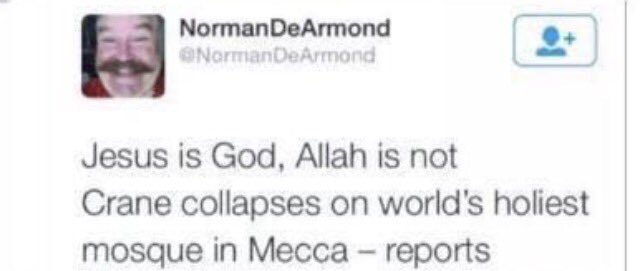 NormanDeArmond
@NormanDeArmond
Jesus is God, Allah is not
Crane collapses on world's holiest
mosque in Mecca – reports